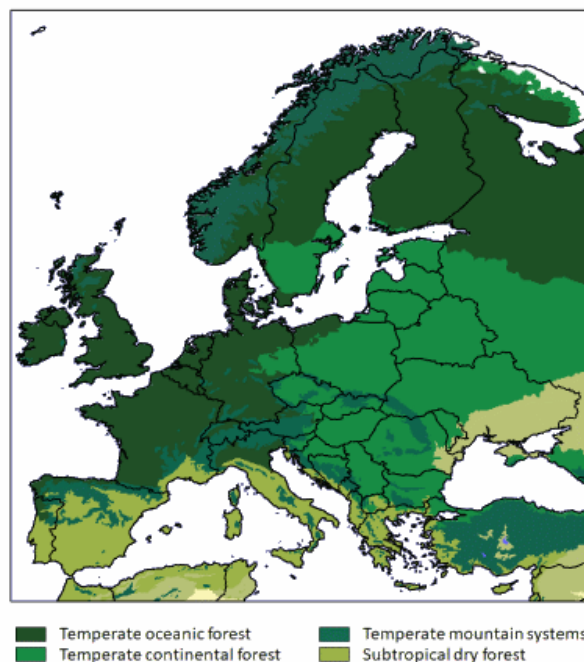 Temperate oceanic forest
Temperate mountain systems
Temperate continental forest
Subtropical dry forest